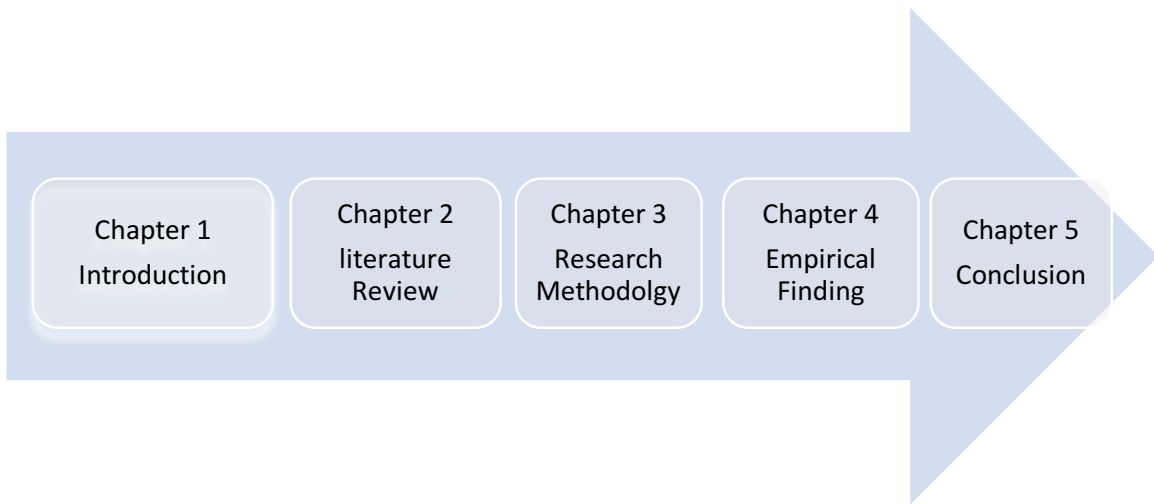 Chapter 1
Introduction
Chapter 2
literature
Review
Chapter 3
Research
Methodolgy
Chapter 4
Empirical
Finding
Chapter 5
Conclusion